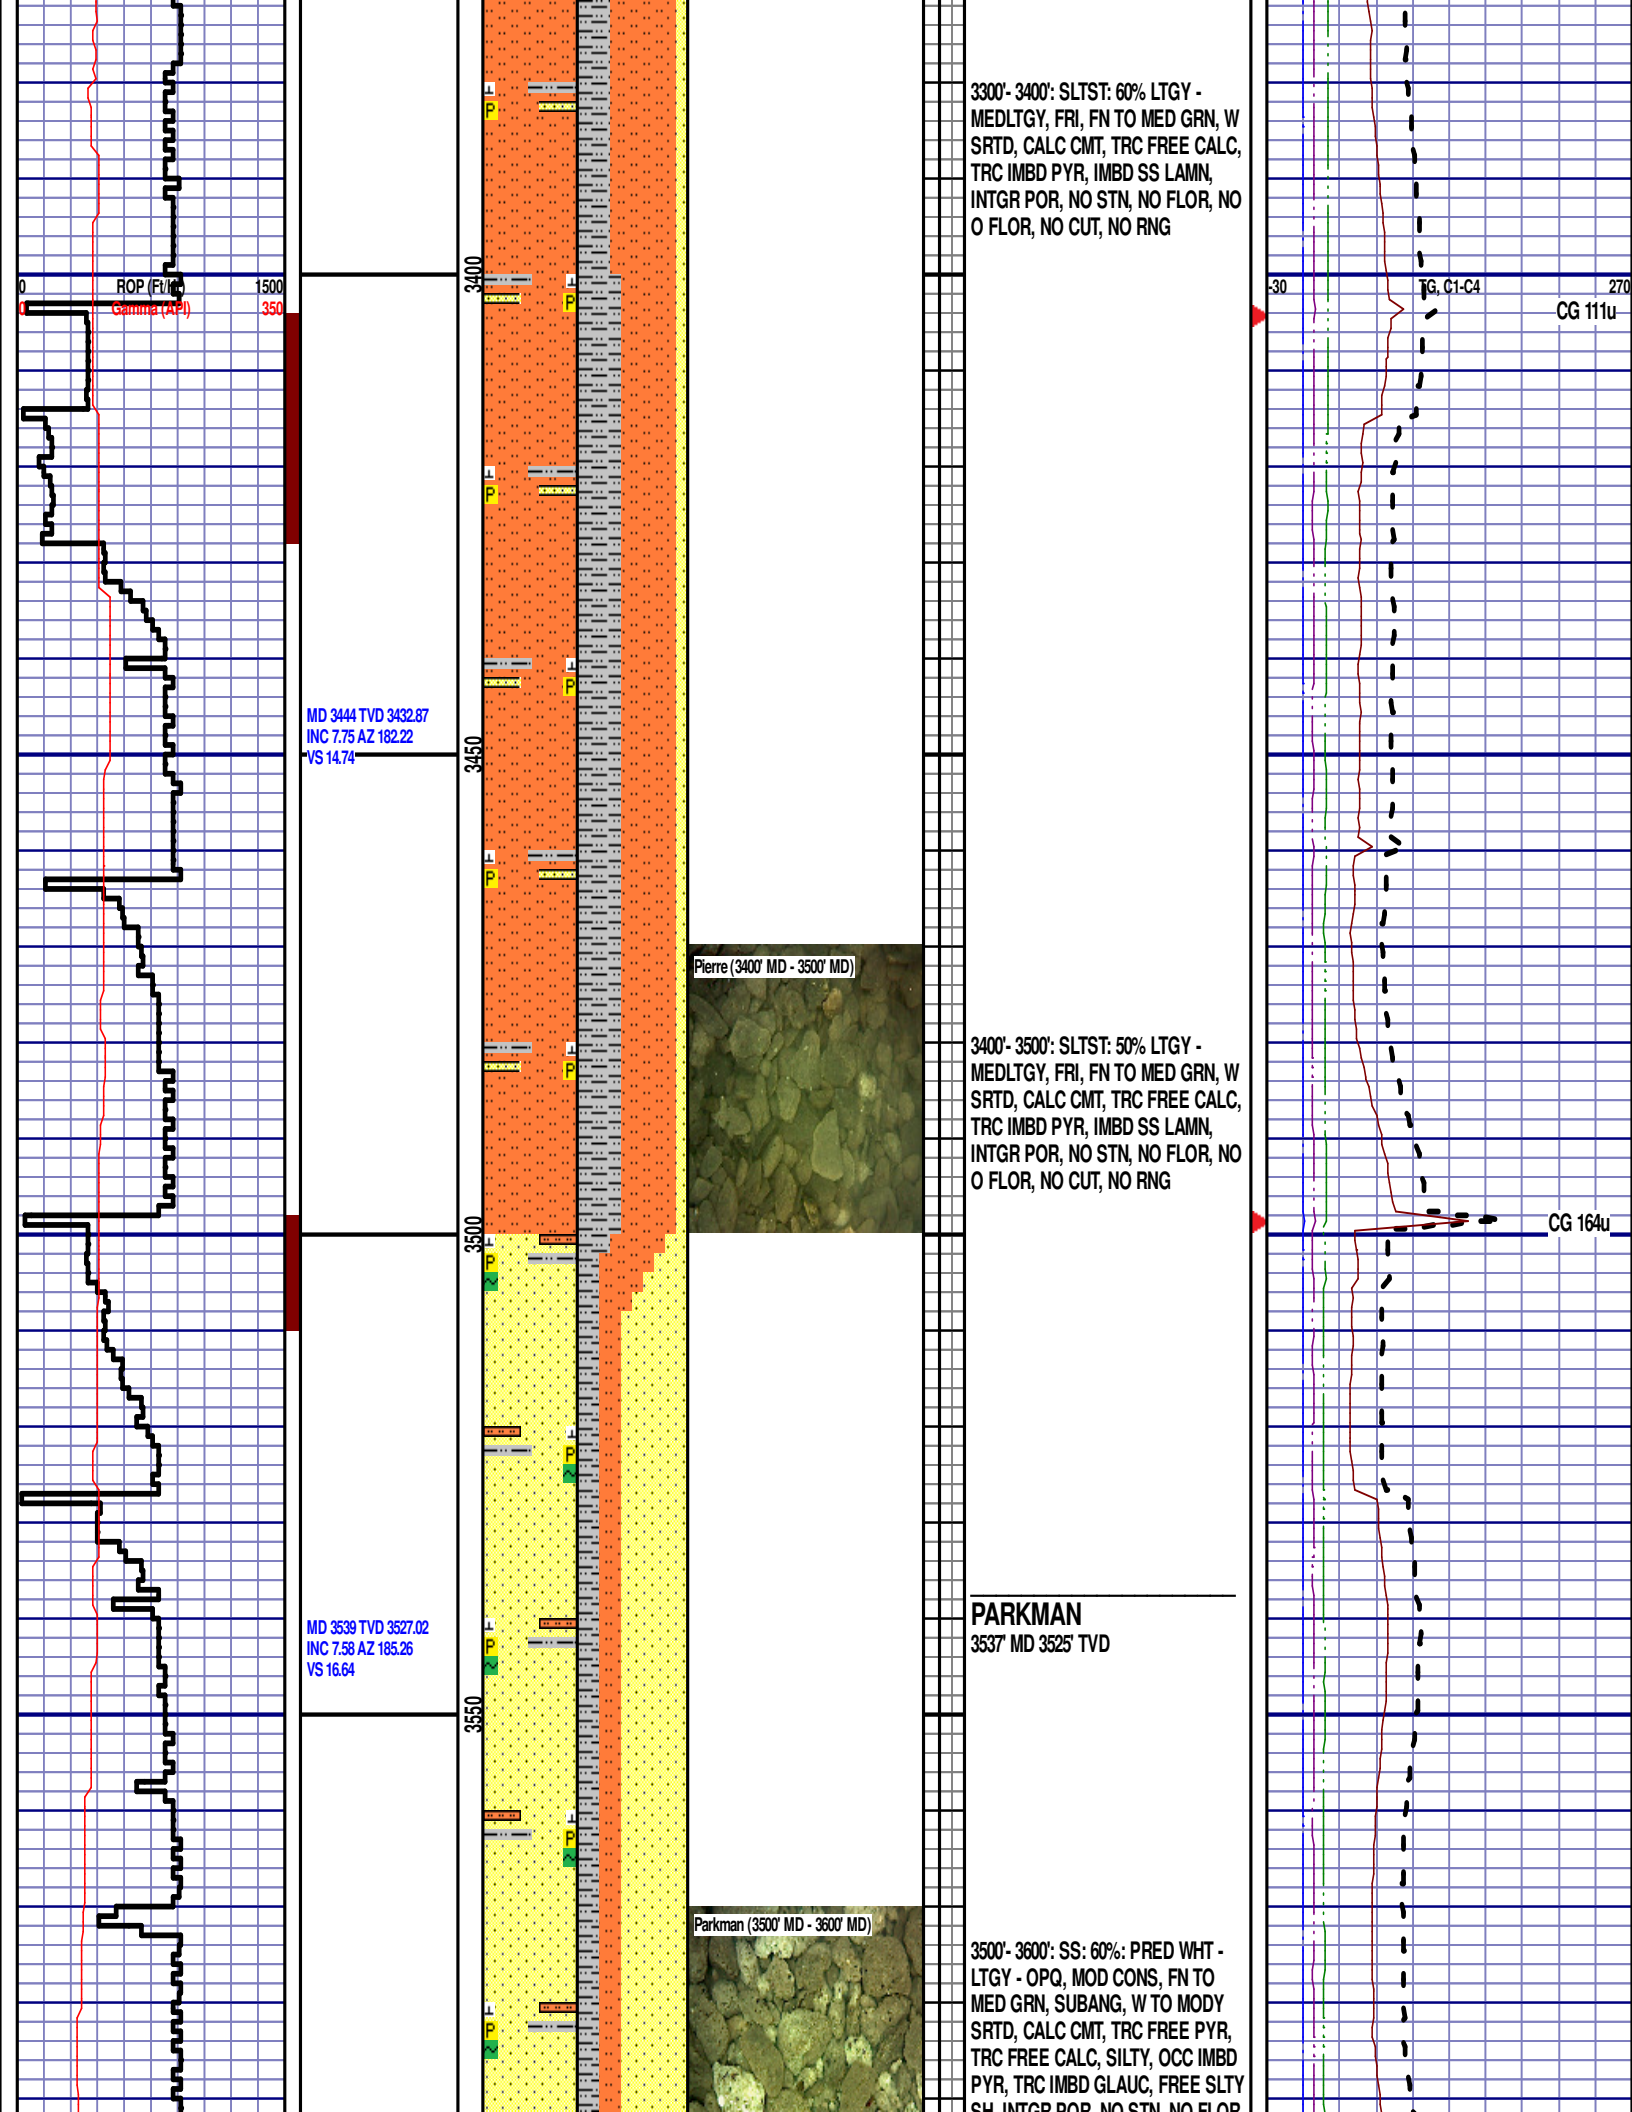 3300'- 3400': SLTST: 60% LTGY -
MEDLTGY, FRI, FN TO MED GRN, W
SRTD, CALC CMT, TRC FREE CALC,
TRC IMBD PYR, IMBD SS LAMN,
INTGR POR, NO STN, NO FLOR, NO
O FLOR, NO CUT, NO RNG
3400
0 ROP (Ft/hr) 1500
0 Gamma (API) 350
-30 TG, C1-C4 270
CG 111u
MD 3444 TVD 3432.87
INC 7.75 AZ 182.22
VS 14.74
3450
Pierre (3400' MD - 3500' MD)
3400'- 3500': SLTST: 50% LTGY -
MEDLTGY, FRI, FN TO MED GRN, W
SRTD, CALC CMT, TRC FREE CALC,
TRC IMBD PYR, IMBD SS LAMN,
INTGR POR, NO STN, NO FLOR, NO
O FLOR, NO CUT, NO RNG
CG 164u
3500
PARKMAN
3537' MD 3525' TVD
MD 3539 TVD 3527.02
INC 7.58 AZ 185.26
VS 16.64
3550
Parkman (3500' MD - 3600' MD)
3500'- 3600': SS: 60%: PRED WHT -
LTGY - OPQ, MOD CONS, FN TO
MED GRN, SUBANG, W TO MODY
SRTD, CALC CMT, TRC FREE PYR,
TRC FREE CALC, SILTY, OCC IMBD
PYR, TRC IMBD GLAUC, FREE SLTY
SH, INTGR POR, NO STN, NO FLOR
P
P
P
P
P
P
P
P
P
P
P